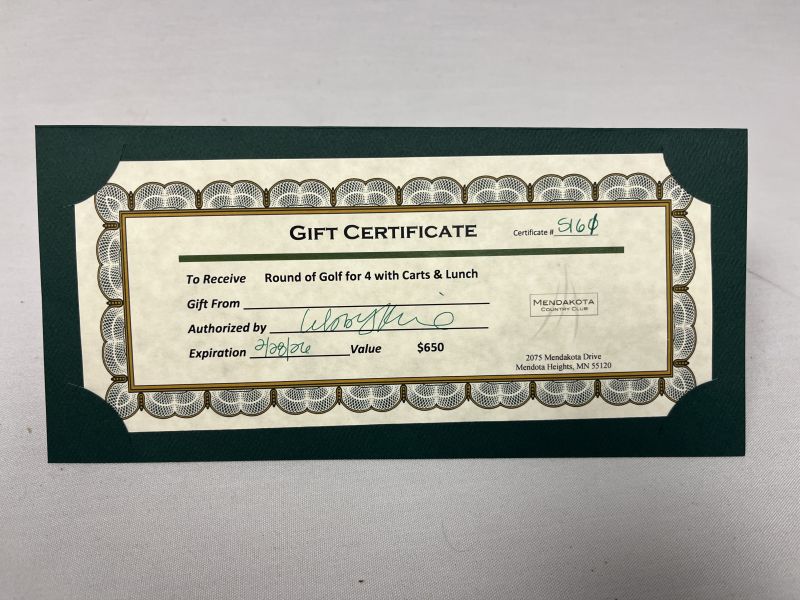 GIFT CERTIFICATE
Certificate # 5160
To Receive Round of Golf for 4 with Carts & Lunch
Gift From
Authorized by
Expiration 2/28/26 Value $650
MENDAKOTA
COUNTRY CLUB
2075 Mendakota Drive
Mendota Heights, MN 55120